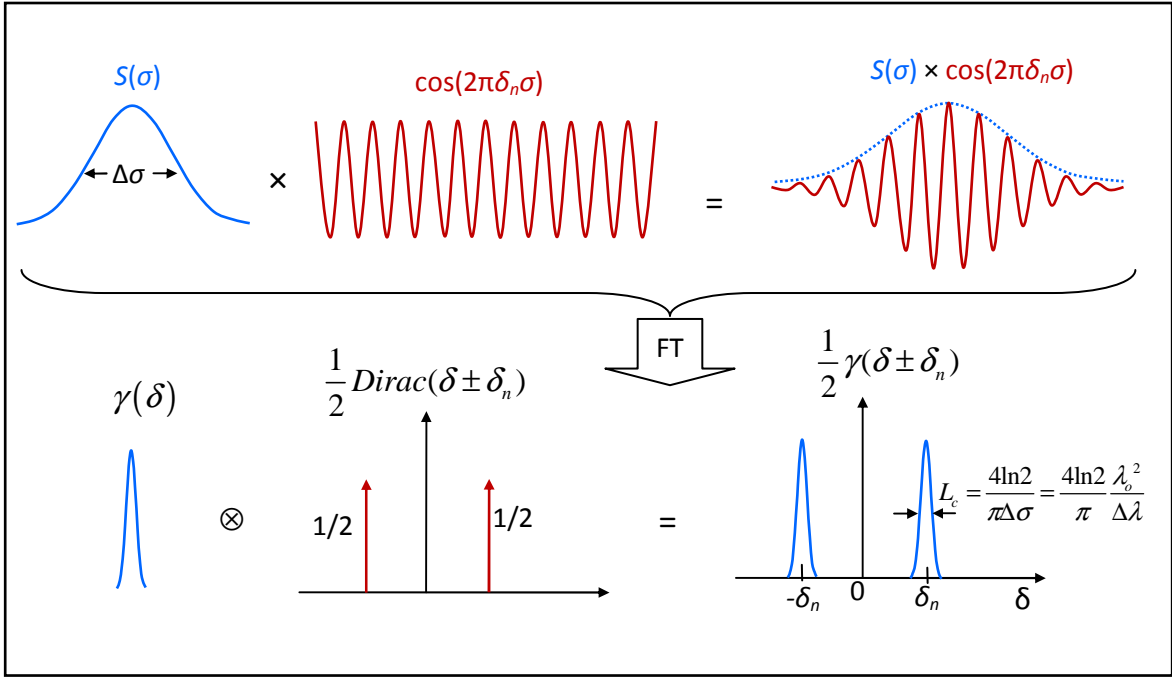 S(σ)
cos(2πδₙσ)
S(σ) × cos(2πδₙσ)
Δσ
×
=
FT
γ(δ)
1/2 Dirac(δ ± δₙ)
1/2 γ(δ ± δₙ)
⊗
1/2
1/2
=
L_c = 4ln2/πΔσ = 4ln2/π λₒ²/Δλ
-δₙ
0
δₙ
δ